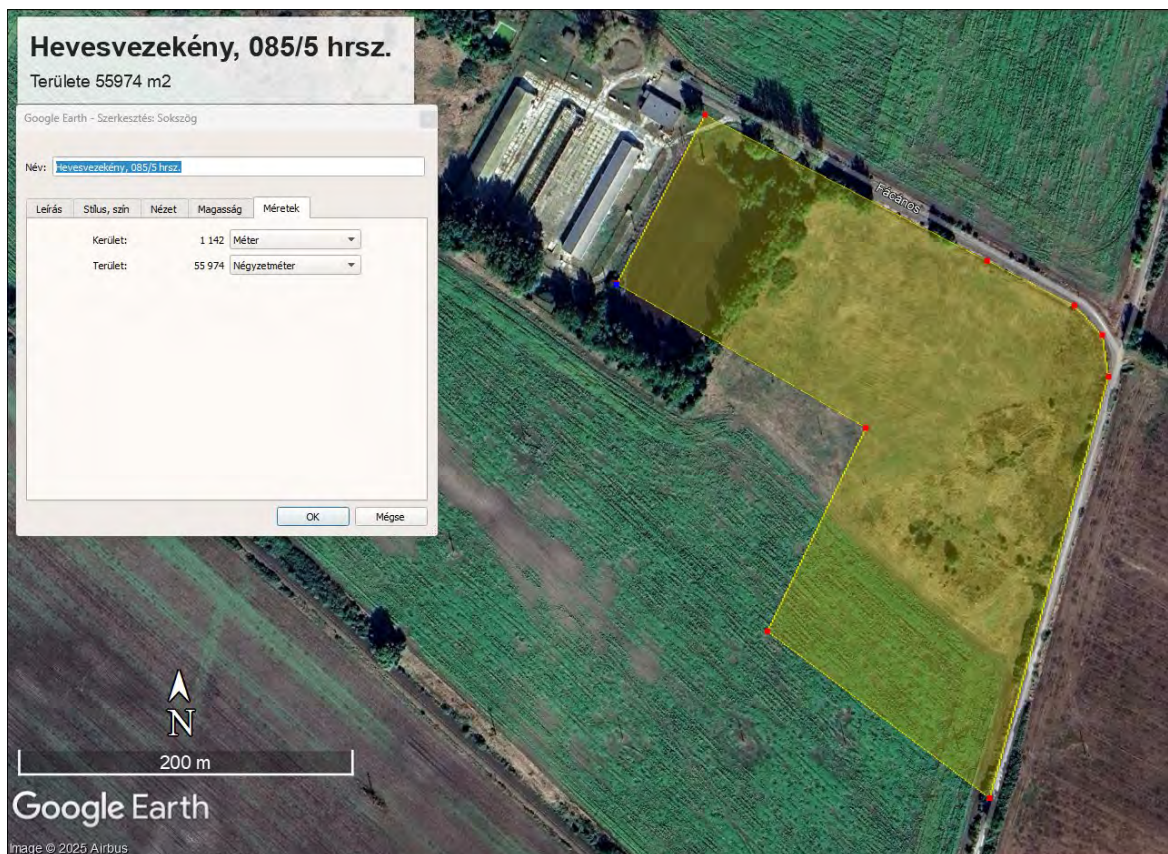 Hevesvezekény, 085/5 hrsz.
Területe 55974 m2
Google Earth - Szerkesztés: Sokszög
Név: Hevesvezekény, 085/5 hrsz.
Leírás Stílus, szín Nézet Magasság Méretek
Kerület: 1 142 Méter
Terület: 55 974 Négyzetméter
OK Mégse
Fácános
N
200 m
Google Earth
Image © 2025 Airbus